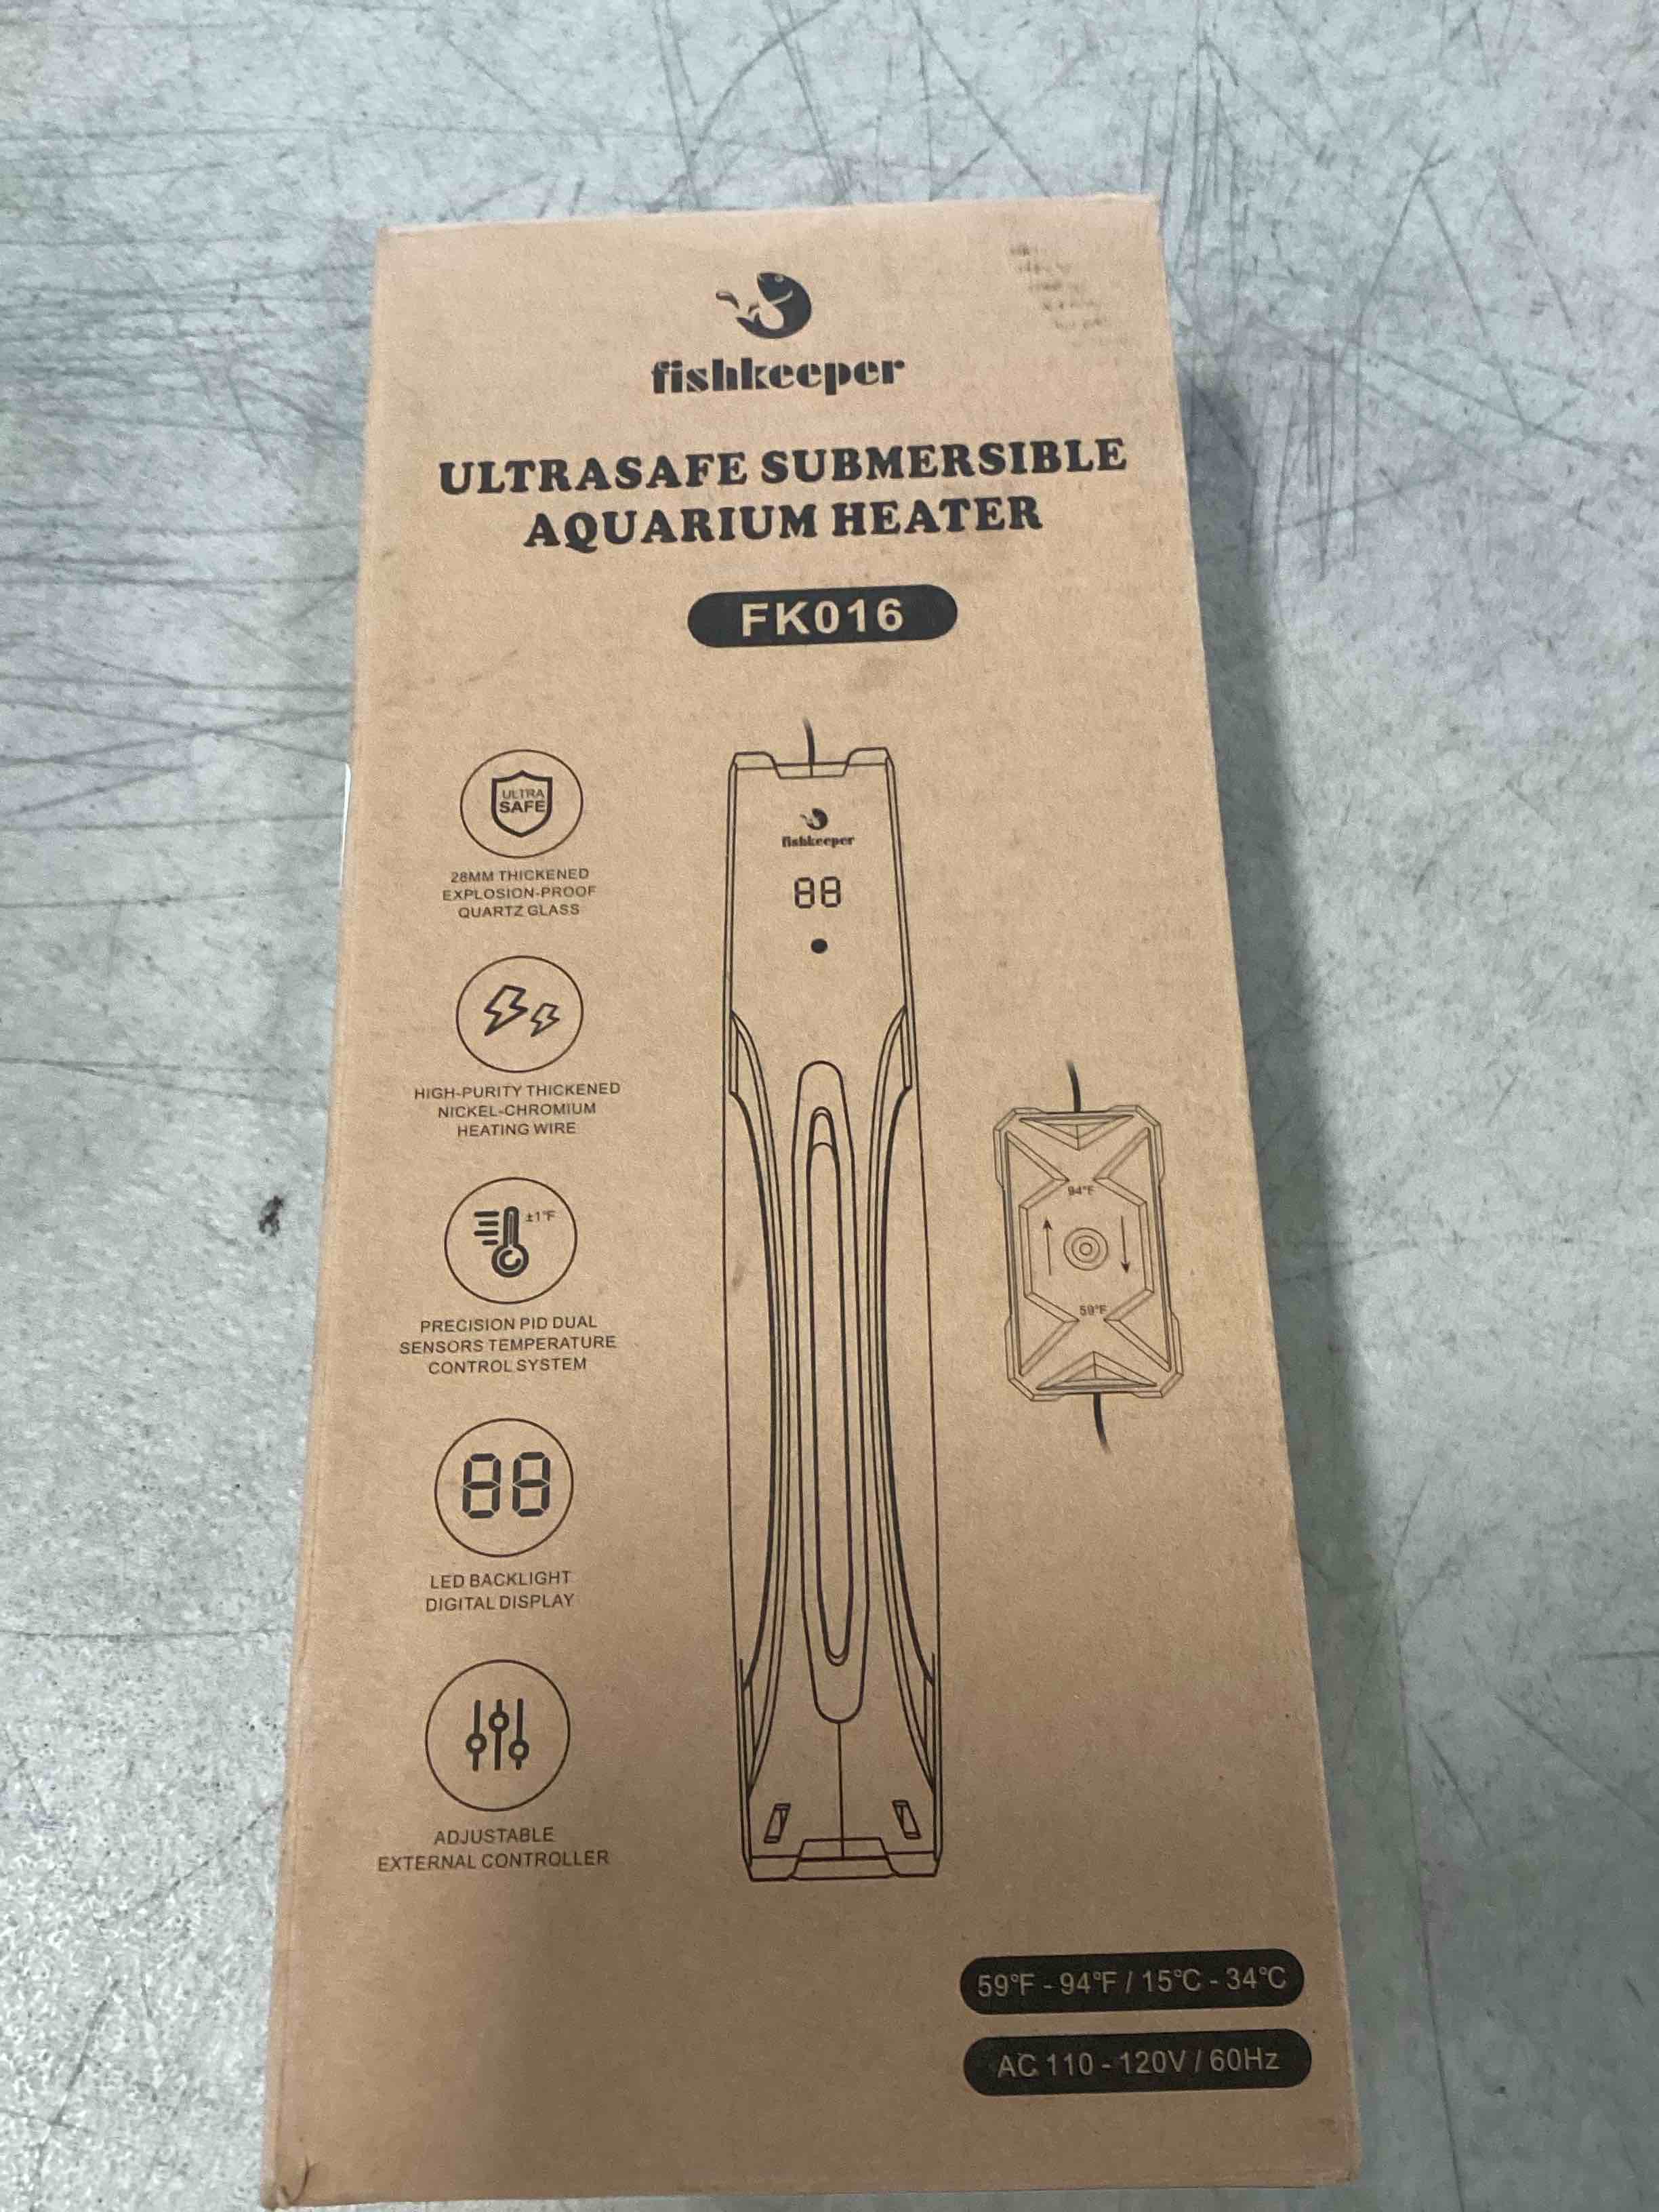 fishkeeper
ULTRASAFE SUBMERSIBLE
AQUARIUM HEATER
FK016
ULTRA
SAFE
28MM THICKENED
EXPLOSION-PROOF
QUARTZ GLASS
HIGH-PURITY THICKENED
NICKEL-CHROMIUM
HEATING WIRE
±1°F
PRECISION PID DUAL
SENSORS TEMPERATURE
CONTROL SYSTEM
88
LED BACKLIGHT
DIGITAL DISPLAY
ADJUSTABLE
EXTERNAL CONTROLLER
fishkeeper
88
94°F
59°F
59°F - 94°F / 15°C - 34°C
AC 110 - 120V / 60Hz